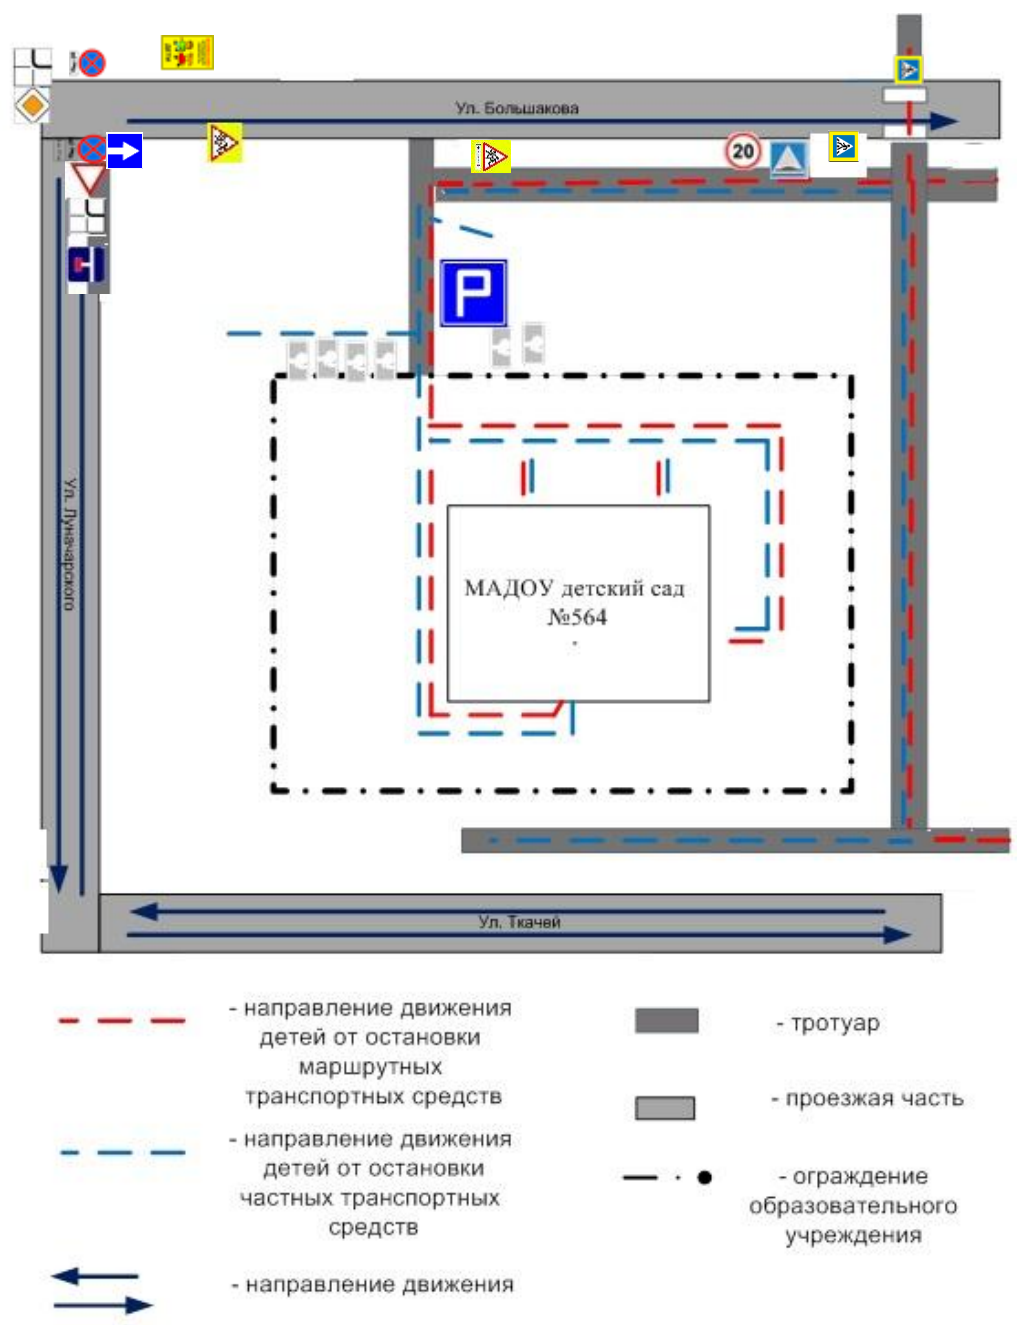 Ул. Большакова
20
P
Ул. Луначарского
МАДОУ детский сад
№564
Ул. Ткачей
- направление движения
детей от остановки
маршрутных
транспортных средств
- направление движения
детей от остановки
частных транспортных
средств
- направление движения
- тротуар
- проезжая часть
- ограждение
образовательного
учреждения